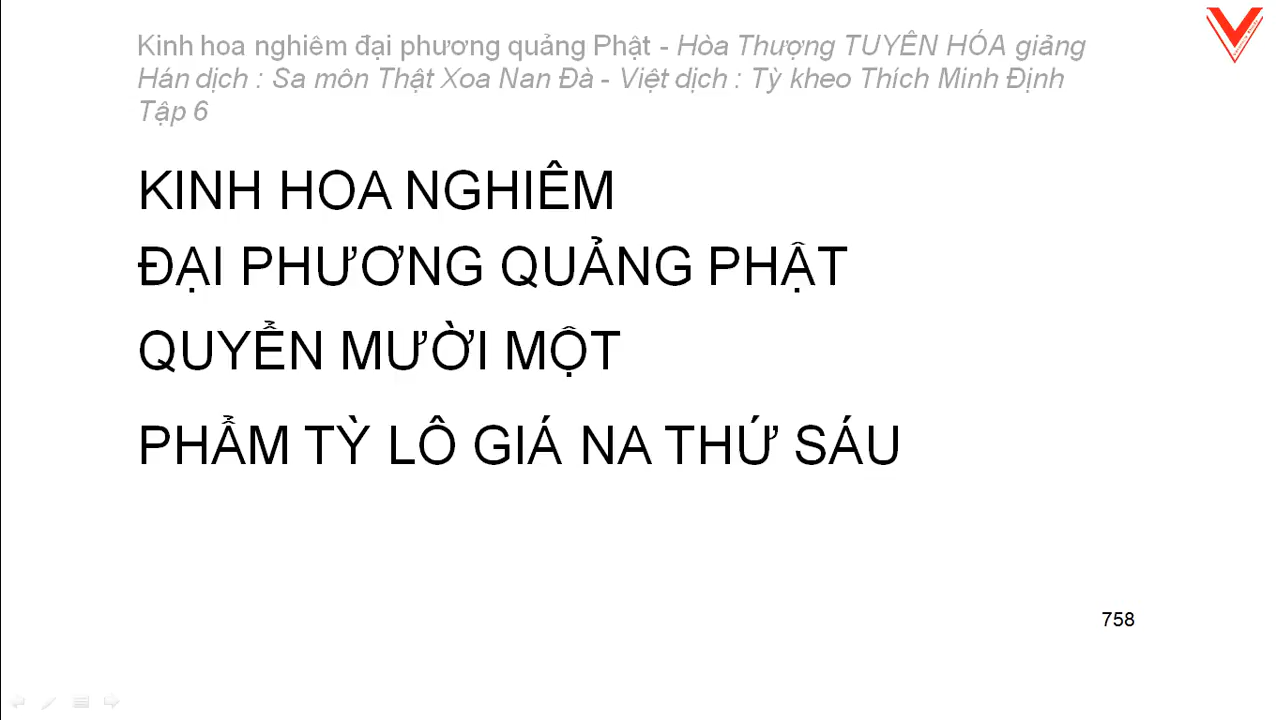 Kinh hoa nghiêm đại phương quảng Phật - Hòa Thượng TUYÊN HÓA giảng
Hán dịch : Sa môn Thật Xoa Nan Đà - Việt dịch : Tỳ kheo Thích Minh Định
Tập 6
KINH HOA NGHIÊM
ĐẠI PHƯƠNG QUẢNG PHẬT
QUYỂN MƯỜI MỘT
PHẨM TỲ LÔ GIÁ NA THỨ SÁU
758